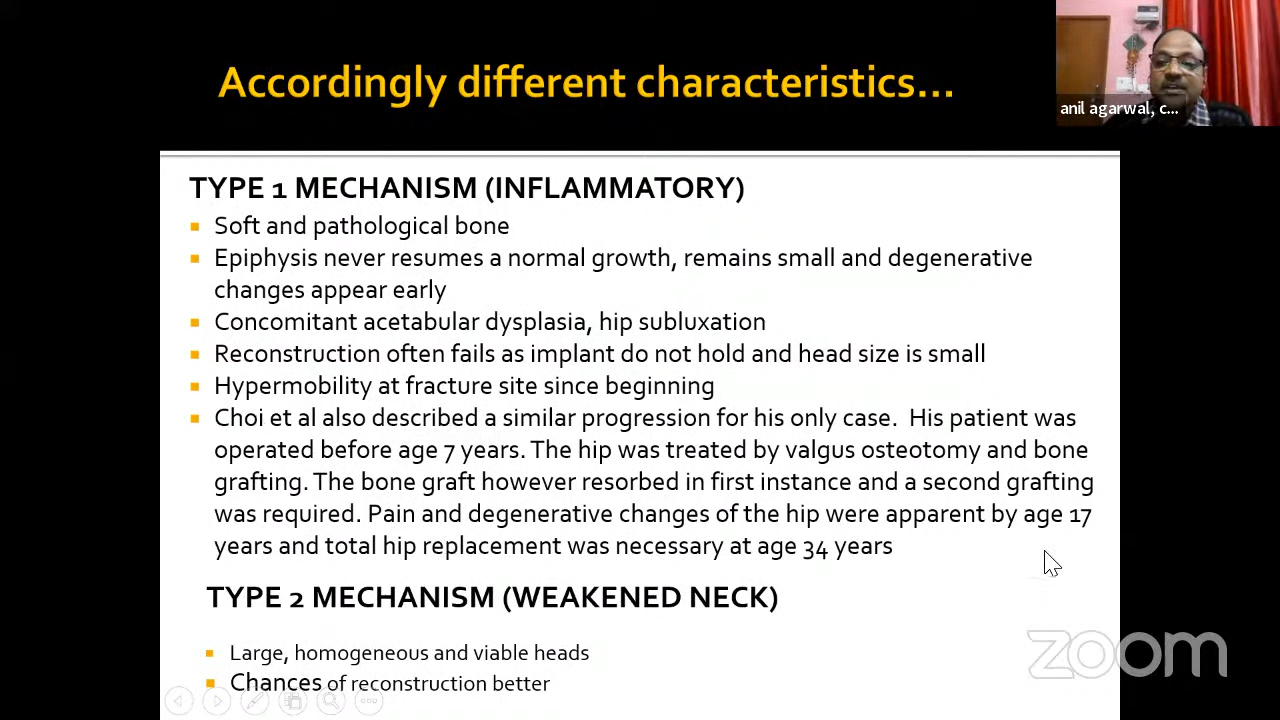 Accordingly different characteristics...
anil agarwal, c...
TYPE 1 MECHANISM (INFLAMMATORY)
Soft and pathological bone
Epiphysis never resumes a normal growth, remains small and degenerative
changes appear early
Concomitant acetabular dysplasia, hip subluxation
Reconstruction often fails as implant do not hold and head size is small
Hypermobility at fracture site since beginning
Choi et al also described a similar progression for his only case. His patient was
operated before age 7 years. The hip was treated by valgus osteotomy and bone
grafting. The bone graft however resorbed in first instance and a second grafting
was required. Pain and degenerative changes of the hip were apparent by age 17
years and total hip replacement was necessary at age 34 years
TYPE 2 MECHANISM (WEAKENED NECK)
Large, homogeneous and viable heads
Chances of reconstruction better
zoom